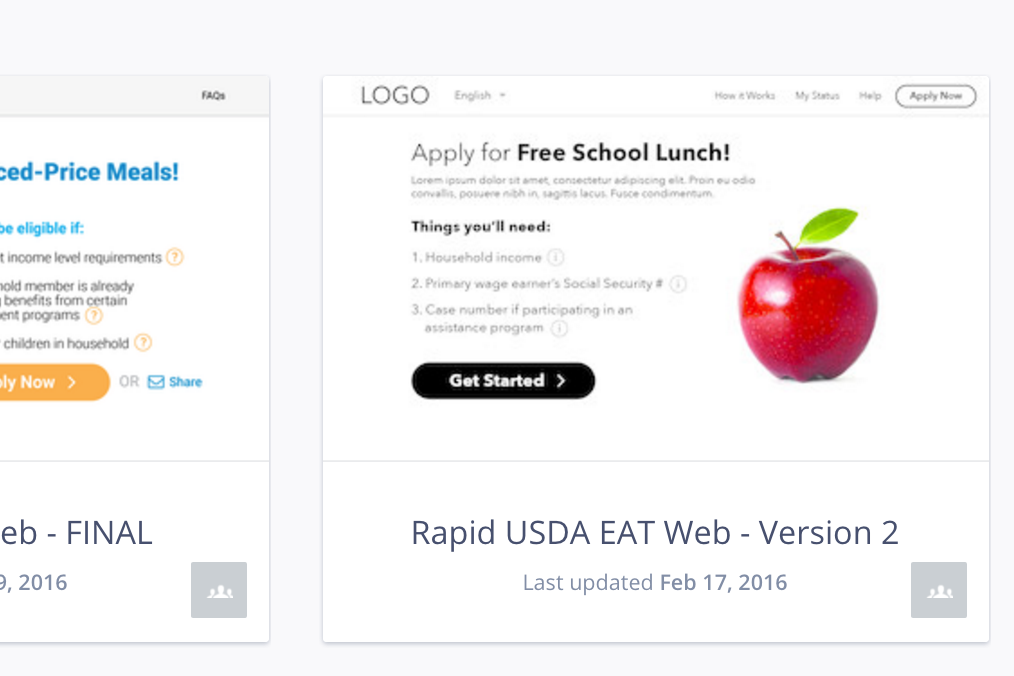 FAQs
ced-Price Meals!
be eligible if:
t income level requirements ?
old member is already
benefits from certain
ent programs ?
children in household ?
ly Now
OR Share
eb - FINAL
9, 2016
LOGO English How it Works My Status Help Apply Now
Apply for Free School Lunch!
Lorem ipsum dolor sit amet, consectetur adipiscing elit. Proin eu odio
convallis, posuere nibh in, sagittis lacus. Fusce condimentum.
Things you'll need:
1. Household income i
2. Primary wage earner's Social Security # i
3. Case number if participating in an
assistance program i
Get Started
Rapid USDA EAT Web - Version 2
Last updated Feb 17, 2016